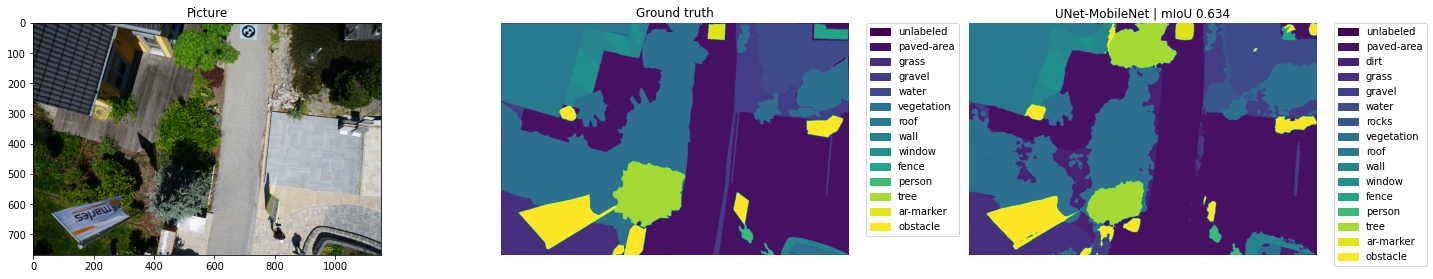 Picture
0
100
200
300
400
500
600
700
0
200
400
600
800
1000
marles
Ground truth
unlabeled
paved-area
grass
gravel
water
vegetation
roof
wall
window
fence
person
tree
ar-marker
obstacle
UNet-MobileNet | mIoU 0.634
unlabeled
paved-area
dirt
grass
gravel
water
rocks
vegetation
roof
wall
window
fence
person
tree
ar-marker
obstacle